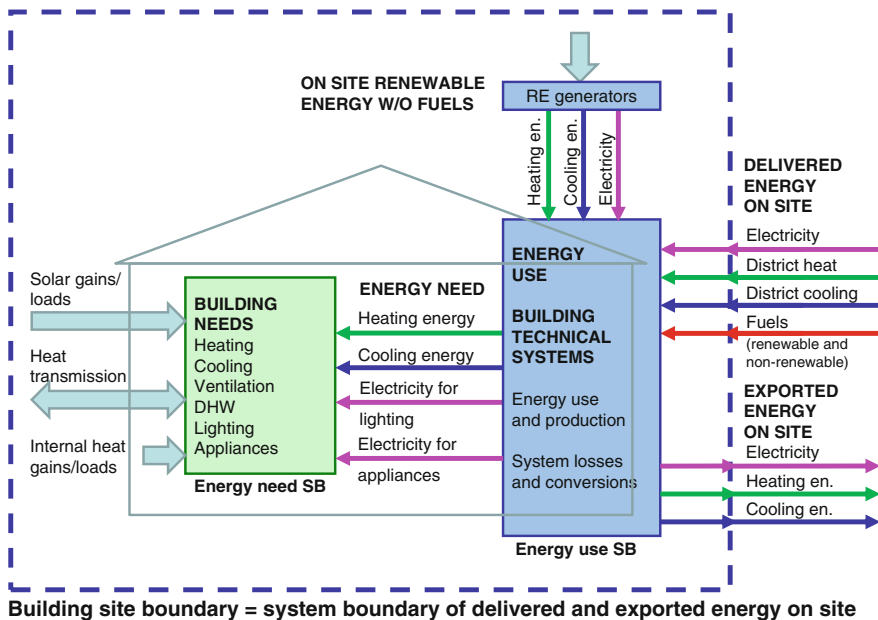 ON SITE RENEWABLE
ENERGY W/O FUELS
RE generators
Heating en.
Cooling en.
Electricity
DELIVERED
ENERGY
ON SITE
Electricity
District heat
District cooling
Fuels
(renewable and
non-renewable)
EXPORTED
ENERGY
ON SITE
Electricity
Heating en.
Cooling en.
Solar gains/
loads
Heat
transmission
Internal heat
gains/loads
BUILDING
NEEDS
Heating
Cooling
Ventilation
DHW
Lighting
Appliances
Energy need SB
ENERGY NEED
Heating energy
Cooling energy
Electricity for
lighting
Electricity for
appliances
ENERGY
USE
BUILDING
TECHNICAL
SYSTEMS
Energy use
and production
System losses
and conversions
Energy use SB
Building site boundary = system boundary of delivered and exported energy on site